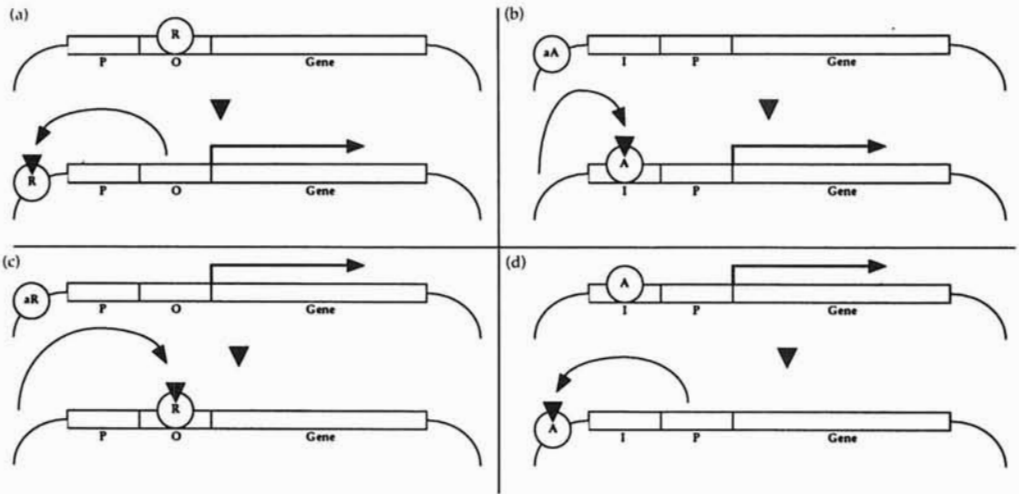 (a)
R
P O Gene
R
P O Gene
(b)
aA
I P Gene
A
I P Gene
(c)
aR
P O Gene
R
P O Gene
(d)
A
I P Gene
A
I P Gene